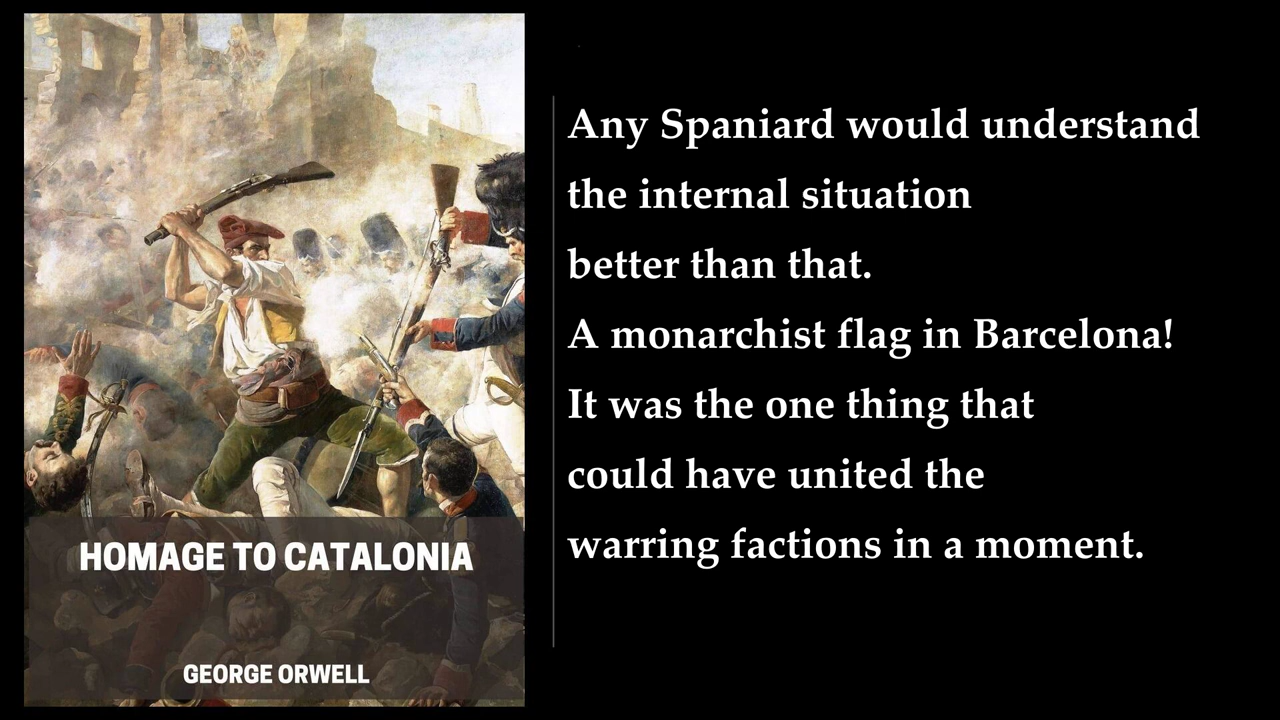 HOMAGE TO CATALONIA
GEORGE ORWELL
Any Spaniard would understand
the internal situation
better than that.
A monarchist flag in Barcelona!
It was the one thing that
could have united the
warring factions in a moment.